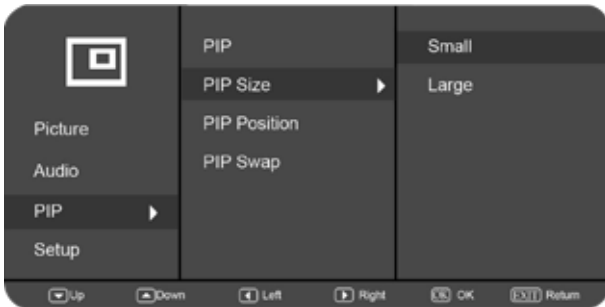 Picture
Audio
PIP
Setup
PIP
PIP Size
PIP Position
PIP Swap
Small
Large
Up Down Left Right OK OK EXIT Return